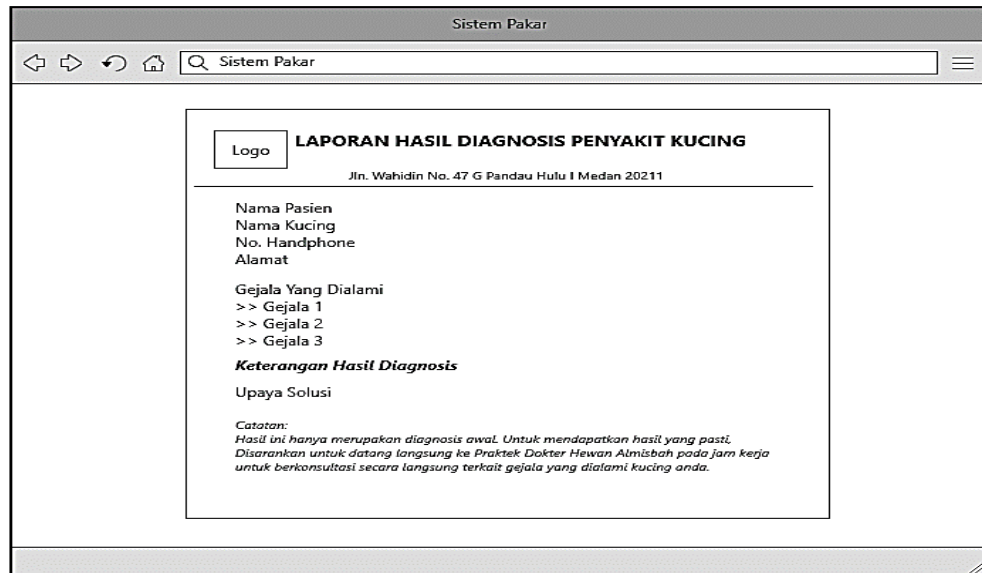 Sistem Pakar
Sistem Pakar
Logo
LAPORAN HASIL DIAGNOSIS PENYAKIT KUCING
Jln. Wahidin No. 47 G Pandau Hulu I Medan 20211
Nama Pasien
Nama Kucing
No. Handphone
Alamat
Gejala Yang Dialami
>> Gejala 1
>> Gejala 2
>> Gejala 3
Keterangan Hasil Diagnosis
Upaya Solusi
Catatan:
Hasil ini hanya merupakan diagnosis awal. Untuk mendapatkan hasil yang pasti,
Disarankan untuk datang langsung ke Praktek Dokter Hewan Almisbah pada jam kerja
untuk berkonsultasi secara langsung terkait gejala yang dialami kucing anda.